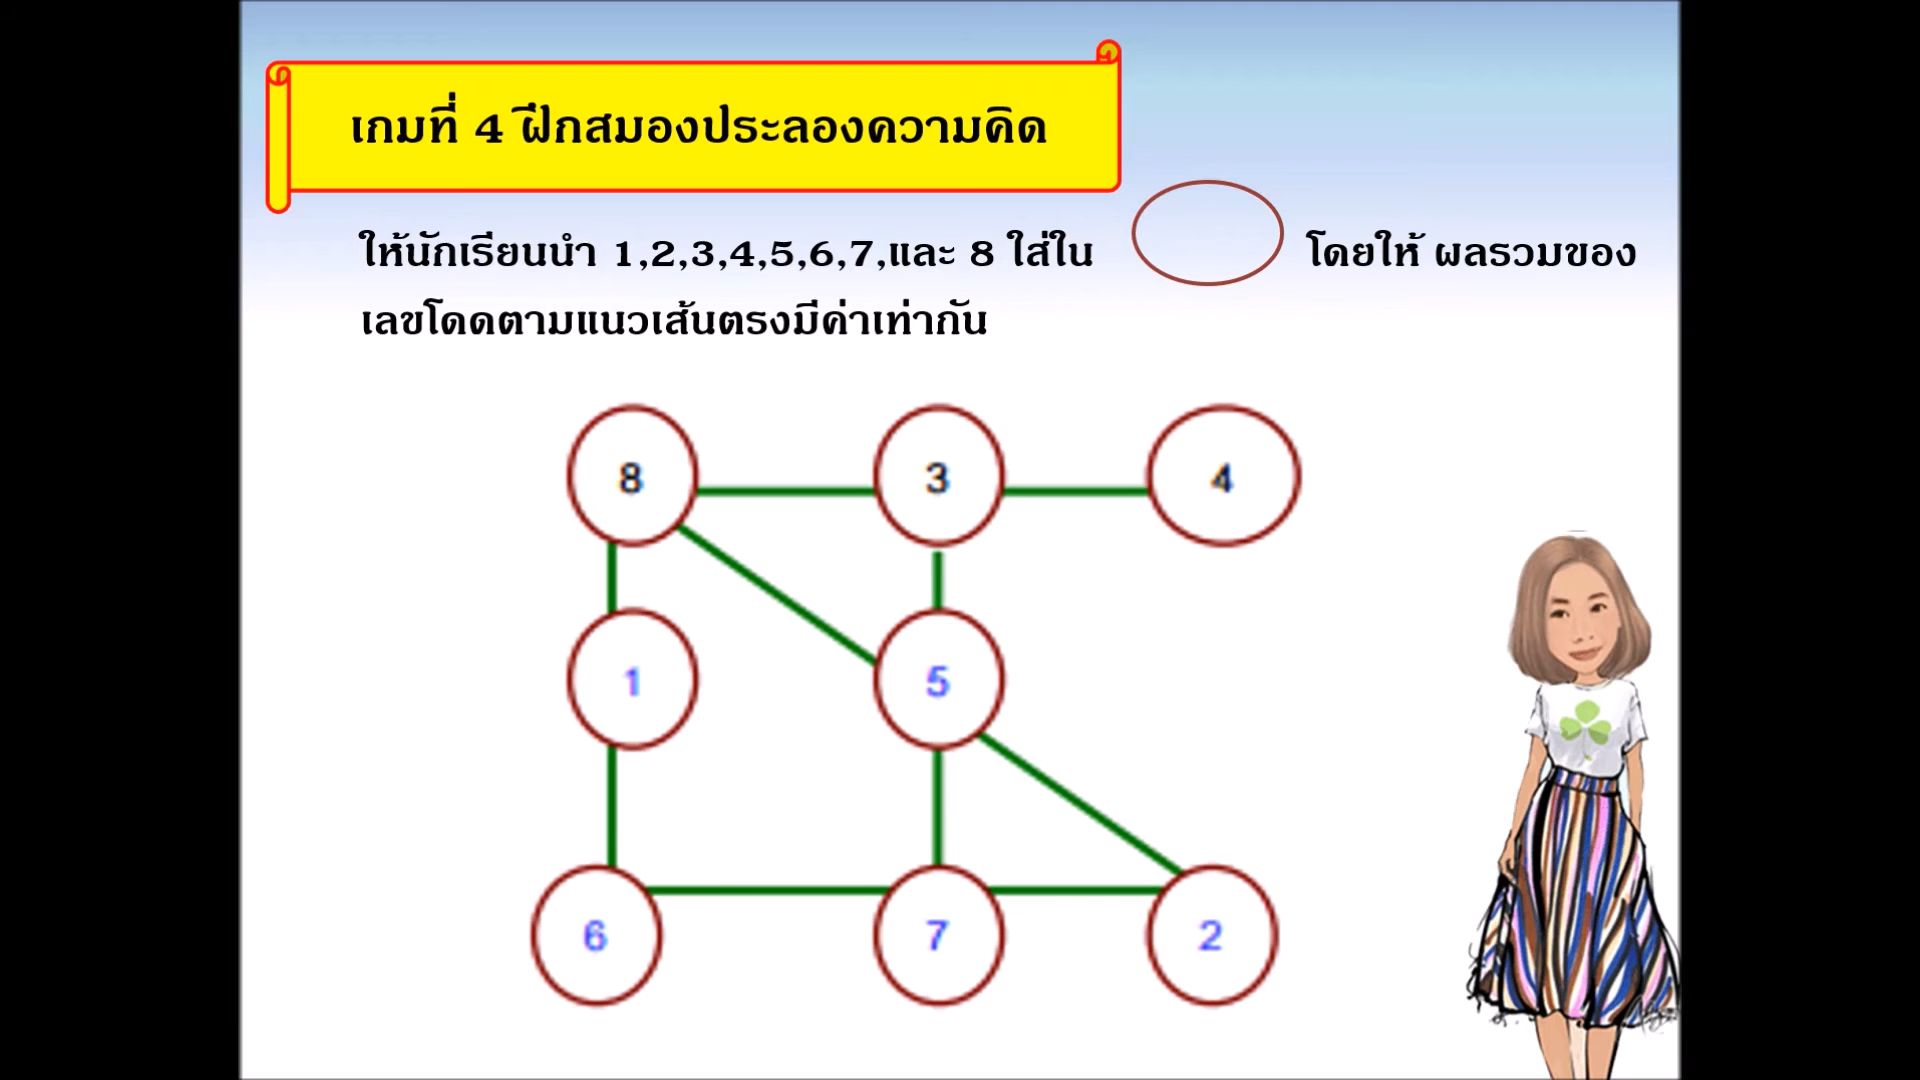 เกมที่ 4 ฝึกสมองประลองความคิด
ให้นักเรียนนำ 1,2,3,4,5,6,7,และ 8 ใส่ใน โดยให้ ผลรวมของ
เลขโดดตามแนวเส้นตรงมีค่าเท่ากัน
8 3 4
1 5
6 7 2